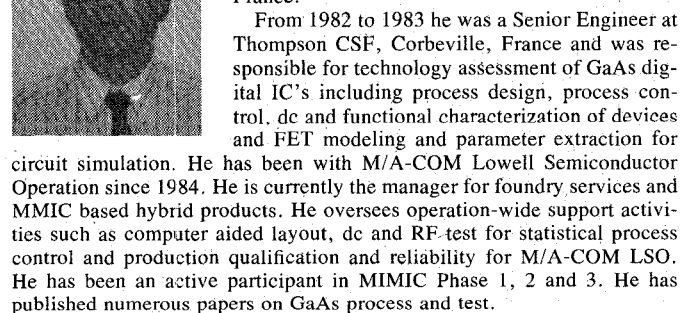 France.
From 1982 to 1983 he was a Senior Engineer at
Thompson CSF, Corbeville, France and was re-
sponsible for technology assessment of GaAs dig-
ital IC's including process design, process con-
trol, dc and functional characterization of devices
and FET modeling and parameter extraction for
circuit simulation. He has been with M/A-COM Lowell Semiconductor
Operation since 1984. He is currently the manager for foundry services and
MMIC based hybrid products. He oversees operation-wide support activi-
ties such as computer aided layout, dc and RF test for statistical process
control and production qualification and reliability for M/A-COM LSO.
He has been an active participant in MIMIC Phase 1, 2 and 3. He has
published numerous papers on GaAs process and test.